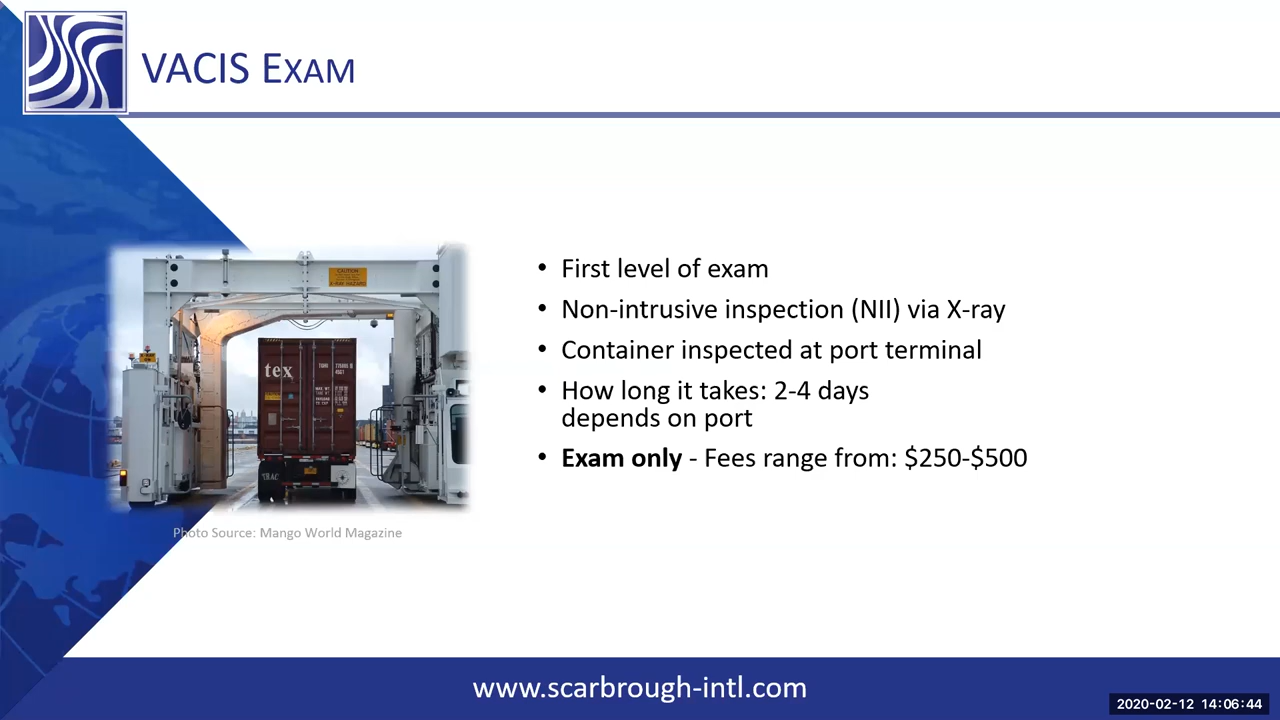 VACIS EXAM
• First level of exam
• Non-intrusive inspection (NII) via X-ray
• Container inspected at port terminal
• How long it takes: 2-4 days
depends on port
• Exam only - Fees range from: $250-$500
CAUTION
tex
Photo Source: Mango World Magazine
www.scarbrough-intl.com
2020-02-12 14:06:44